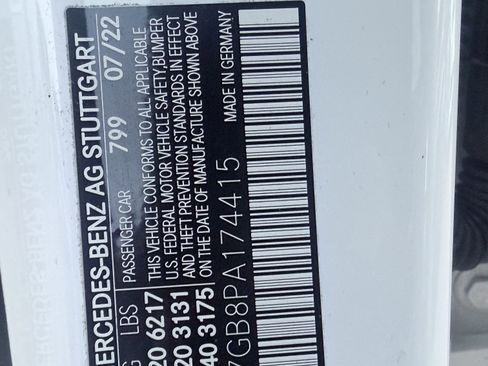 ERCEDES-BENZ AG STUTTGART
LBS PASSENGER CAR 799 07/22
20 6217 THIS VEHICLE CONFORMS TO ALL APPLICABLE
20 3131 U.S. FEDERAL MOTOR VEHICLE SAFETY, BUMPER
40 3175 AND THEFT PREVENTION STANDARDS IN EFFECT
ON THE DATE OF MANUFACTURE SHOWN ABOVE
7GB8PA174415 MADE IN GERMANY